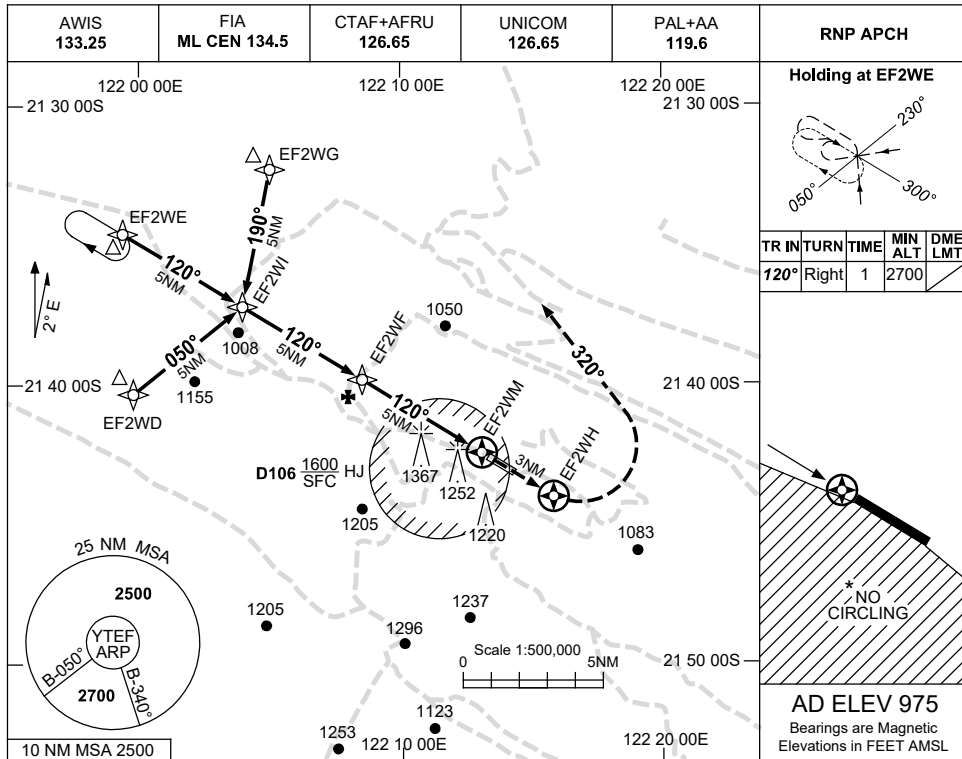 AWIS
133.25
FIA
ML CEN 134.5
CTAF+AFRU
126.65
UNICOM
126.65
PAL+AA
119.6
RNP APCH
122 00 00E
122 10 00E
122 20 00E
21 30 00S
21 30 00S
Holding at EF2WE
230°
050°
300°
TR IN TURN TIME MIN ALT DME LMT
120° Right 1 2700
EF2WG
EF2WE
190°
5NM
120°
5NM
EF2WI
2° E
1008
050°
5NM
120°
5NM
EF2WF
1050
320°
21 40 00S
21 40 00S
1155
EF2WD
120°
5NM
EF2WM
3NM
EF2WH
D106 1600 HJ
SFC
1367
1252
1220
1205
1083
* NO
CIRCLING
25 NM MSA
2500
YTEF
ARP
B-050°
B-340°
2700
10 NM MSA 2500
1205
1237
1296
Scale 1:500,000
0 5NM
21 50 00S
1123
1253
122 10 00E
122 20 00E
AD ELEV 975
Bearings are Magnetic
Elevations in FEET AMSL